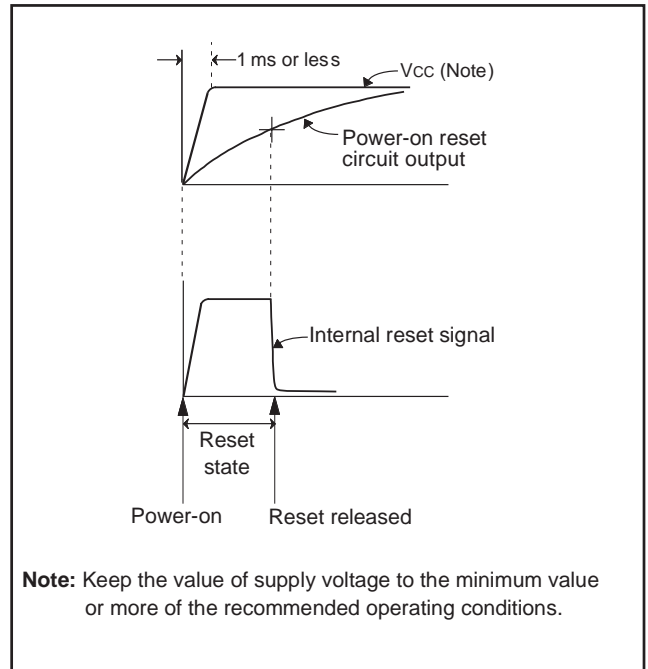 1 ms or less
VCC (Note)
Power-on reset
circuit output
Internal reset signal
Reset
state
Power-on
Reset released
Note: Keep the value of supply voltage to the minimum value
or more of the recommended operating conditions.